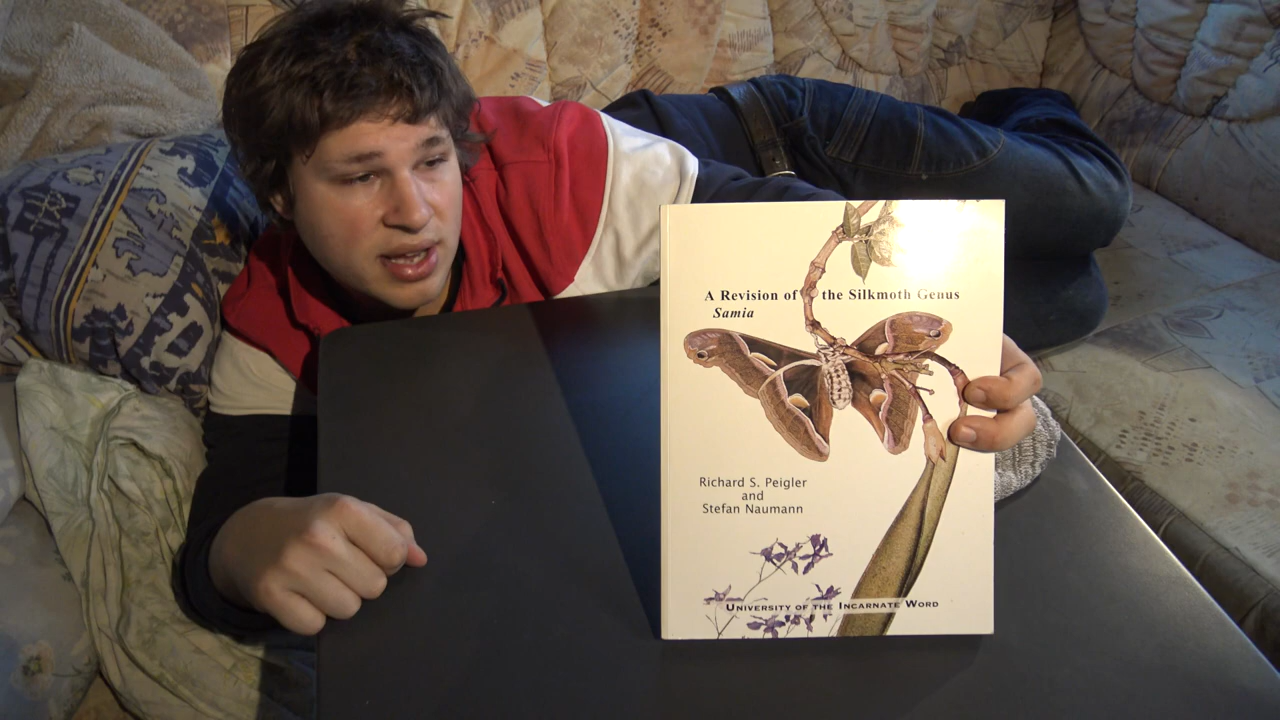 A Revision of the Silkmoth Genus
Samia
Richard S. Peigler
and
Stefan Naumann
University of the Incarnate Word